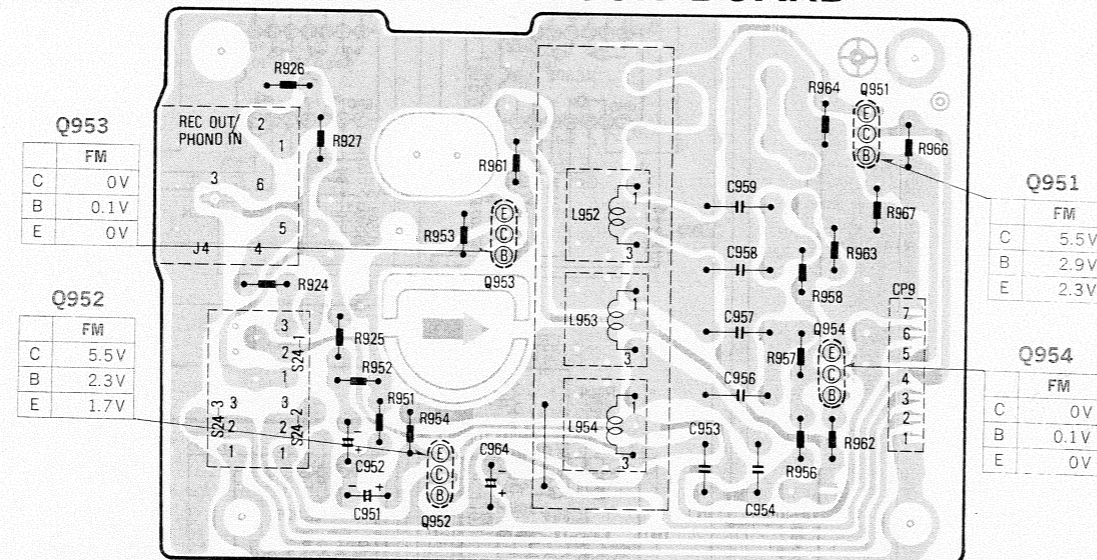 BOARD
R926
R964
Q951
E
C
B
REC OUT/
PHONO IN
2
1
3
6
5
J4
4
R927
R961
R966
Q953
FM
C 0V
B 0.1V
E 0V
R953
E
C
B
Q953
L952
1
3
C959
R967
R963
Q951
FM
C 5.5V
B 2.9V
E 2.3V
C958
R958
R924
CP9
7
6
5
4
3
2
1
Q952
FM
C 5.5V
B 2.3V
E 1.7V
3
2
1
S24-1
R925
R952
L953
1
3
C957
R957
Q954
E
C
B
Q954
FM
C 0V
B 0.1V
E 0V
S24-3
3
2
1
3
2
1
S24-2
R951
R954
L954
1
3
C956
C953
C954
R956
R962
C952
- +
- +
C951
E
C
B
Q952
C964
-
+